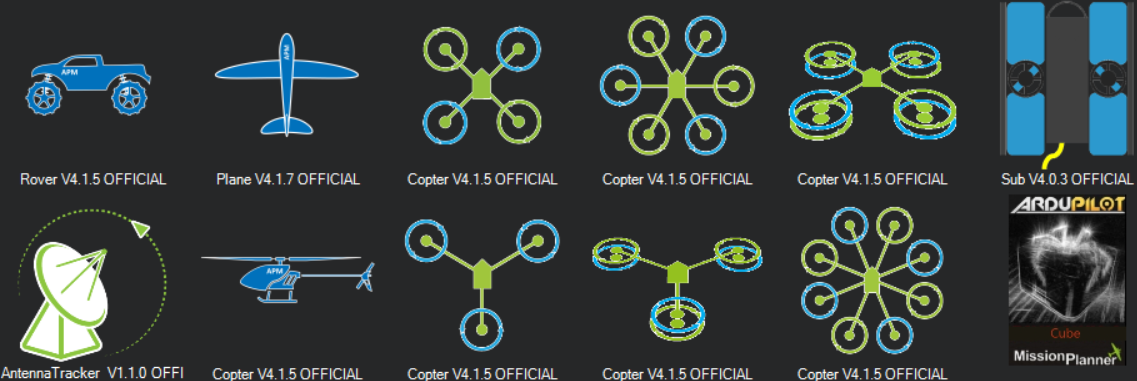 APM
APM
Rover V4.1.5 OFFICIAL
Plane V4.1.7 OFFICIAL
Copter V4.1.5 OFFICIAL
Copter V4.1.5 OFFICIAL
Copter V4.1.5 OFFICIAL
Sub V4.0.3 OFFICIAL
ARDUPILOT
APM
Cube
MissionPlanner
AntennaTracker V1.1.0 OFFI
Copter V4.1.5 OFFICIAL
Copter V4.1.5 OFFICIAL
Copter V4.1.5 OFFICIAL
Copter V4.1.5 OFFICIAL